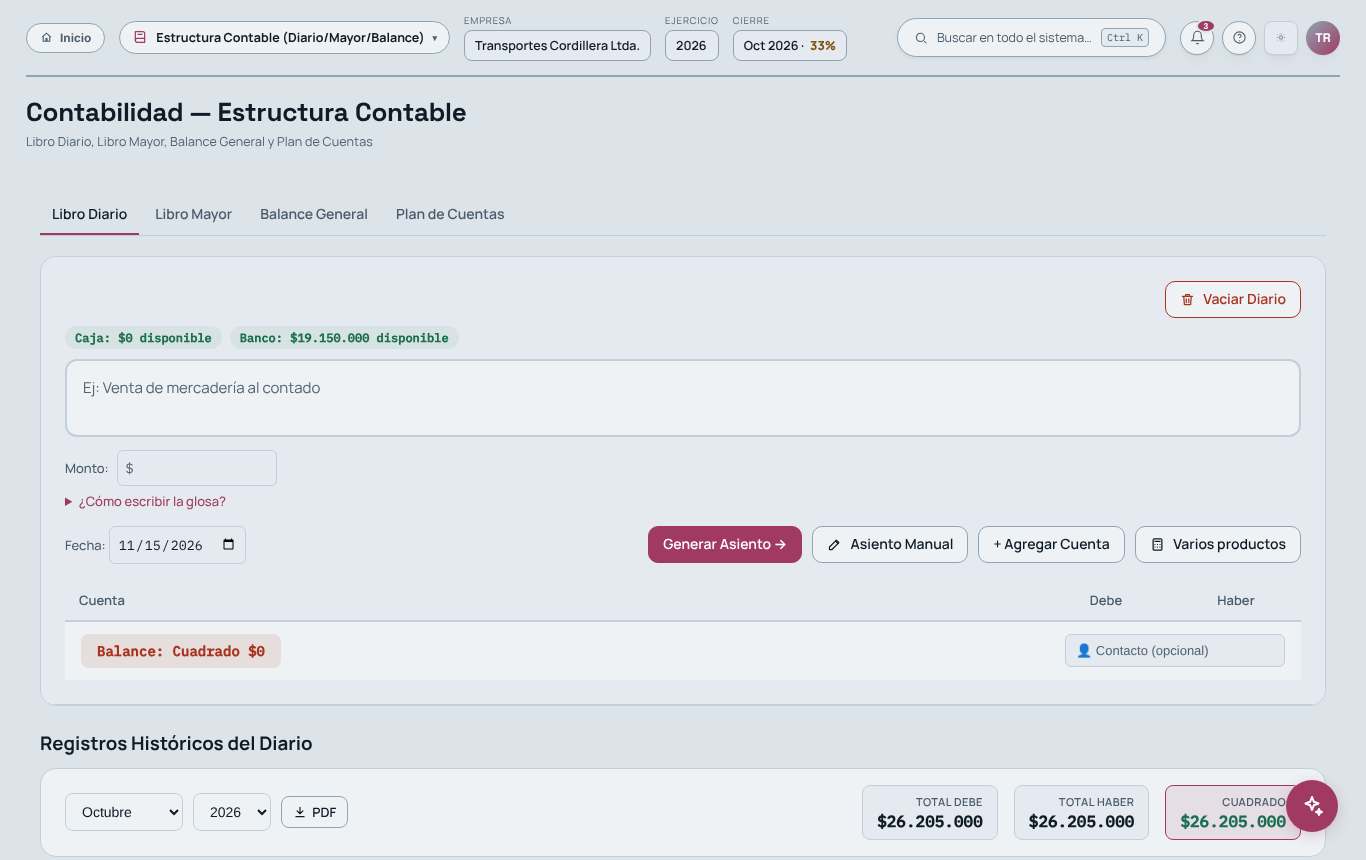 Inicio
Estructura Contable (Diario/Mayor/Balance) ▾
EMPRESA
Transportes Cordillera Ltda.
EJERCICIO
2026
CIERRE
Oct 2026 · 33%
Buscar en todo el sistema... Ctrl K
3
TR
Contabilidad — Estructura Contable
Libro Diario, Libro Mayor, Balance General y Plan de Cuentas
Libro Diario
Libro Mayor
Balance General
Plan de Cuentas
Vaciar Diario
Caja: $0 disponible
Banco: $19.150.000 disponible
Ej: Venta de mercadería al contado
Monto: $
¿Cómo escribir la glosa?
Fecha: 11/15/2026
Generar Asiento →
Asiento Manual
+ Agregar Cuenta
Varios productos
Cuenta Debe Haber
Balance: Cuadrado $0
Contacto (opcional)
Registros Históricos del Diario
Octubre
2026
PDF
TOTAL DEBE
$26.205.000
TOTAL HABER
$26.205.000
CUADRADO
$26.205.000